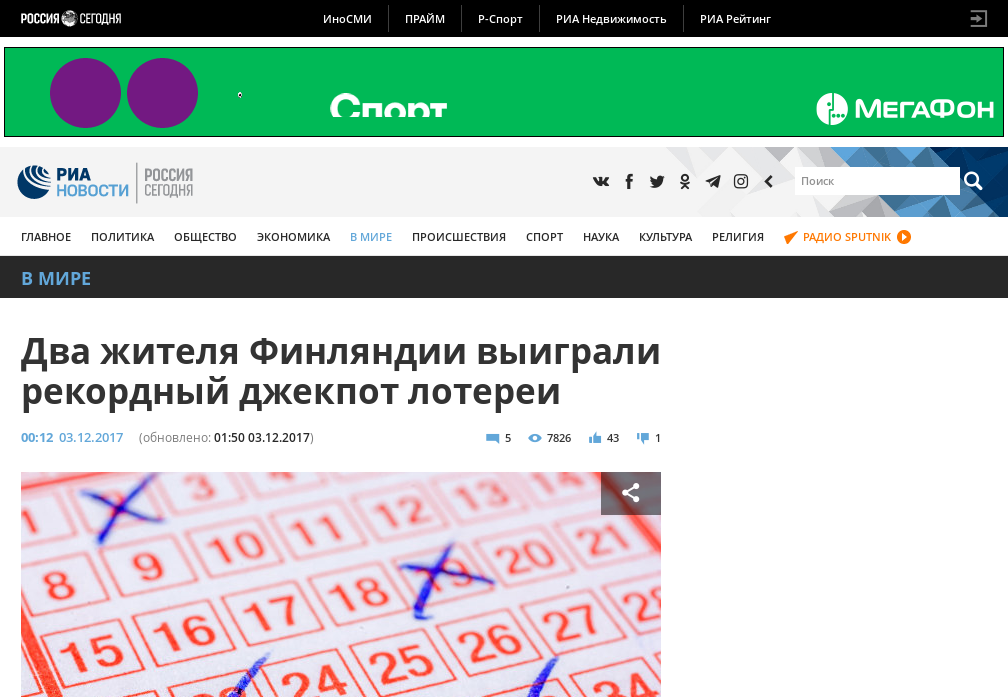 РОССИЯ СЕГОДНЯ
ИноСМИ ПРАЙМ Р-Спорт РИА Недвижимость РИА Рейтинг
Спорт
МЕГАФОН
РИА НОВОСТИ
РОССИЯ СЕГОДНЯ
Поиск
ГЛАВНОЕ ПОЛИТИКА ОБЩЕСТВО ЭКОНОМИКА В МИРЕ ПРОИСШЕСТВИЯ СПОРТ НАУКА КУЛЬТУРА РЕЛИГИЯ РАДИО SPUTNIK
В МИРЕ
Два жителя Финляндии выиграли
рекордный джекпот лотереи
00:12 03.12.2017 (обновлено: 01:50 03.12.2017) 5 7826 43 1
1 3 4
8 9 10 11 12 13 14
15 16 17 18 19 20 21
24 25 26 27 28
34